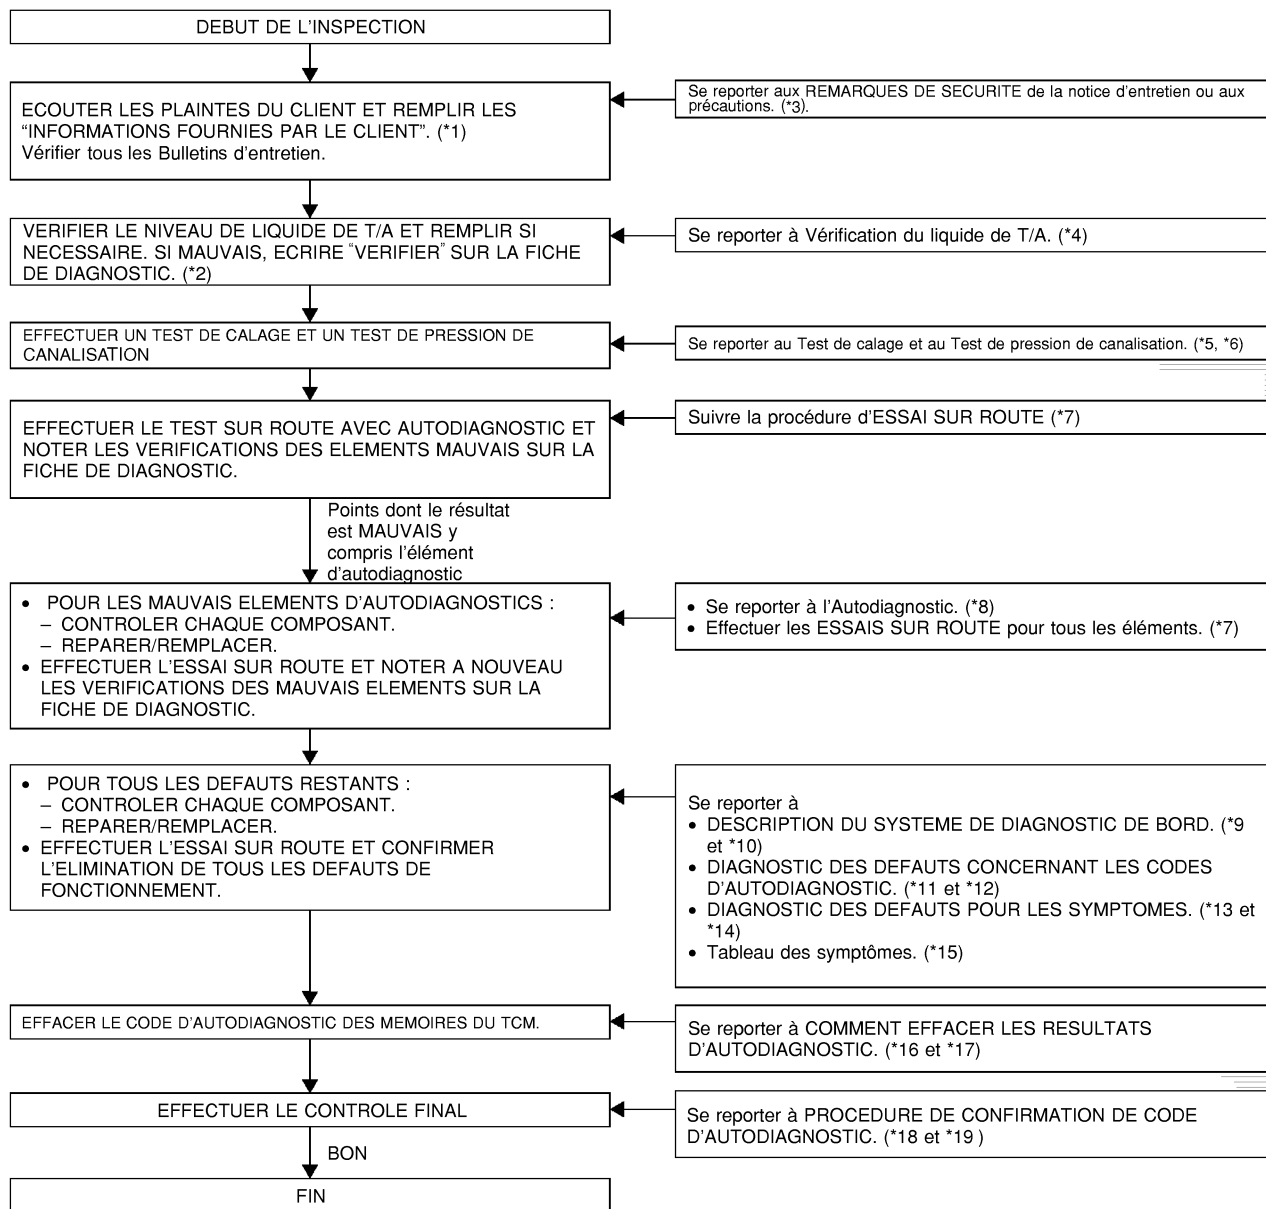 DEBUT DE L'INSPECTION
ECOUTER LES PLAINTES DU CLIENT ET REMPLIR LES
“INFORMATIONS FOURNIES PAR LE CLIENT”. (*1)
Vérifier tous les Bulletins d'entretien.
Se reporter aux REMARQUES DE SECURITE de la notice d'entretien ou aux
précautions. (*3).
VERIFIER LE NIVEAU DE LIQUIDE DE T/A ET REMPLIR SI
NECESSAIRE. SI MAUVAIS, ECRIRE “VERIFIER” SUR LA FICHE
DE DIAGNOSTIC. (*2)
Se reporter à Vérification du liquide de T/A. (*4)
EFFECTUER UN TEST DE CALAGE ET UN TEST DE PRESSION DE
CANALISATION
Se reporter au Test de calage et au Test de pression de canalisation. (*5, *6)
EFFECTUER LE TEST SUR ROUTE AVEC AUTODIAGNOSTIC ET
NOTER LES VERIFICATIONS DES ELEMENTS MAUVAIS SUR LA
FICHE DE DIAGNOSTIC.
Suivre la procédure d'ESSAI SUR ROUTE (*7)
Points dont le résultat
est MAUVAIS y
compris l'élément
d'autodiagnostic
• POUR LES MAUVAIS ELEMENTS D'AUTODIAGNOSTICS :
– CONTROLER CHAQUE COMPOSANT.
– REPARER/REMPLACER.
• EFFECTUER L'ESSAI SUR ROUTE ET NOTER A NOUVEAU
LES VERIFICATIONS DES MAUVAIS ELEMENTS SUR LA
FICHE DE DIAGNOSTIC.
• Se reporter à l'Autodiagnostic. (*8)
• Effectuer les ESSAIS SUR ROUTE pour tous les éléments. (*7)
• POUR TOUS LES DEFAUTS RESTANTS :
– CONTROLER CHAQUE COMPOSANT.
– REPARER/REMPLACER.
• EFFECTUER L'ESSAI SUR ROUTE ET CONFIRMER
L'ELIMINATION DE TOUS LES DEFAUTS DE
FONCTIONNEMENT.
Se reporter à
• DESCRIPTION DU SYSTEME DE DIAGNOSTIC DE BORD. (*9
et *10)
• DIAGNOSTIC DES DEFAUTS CONCERNANT LES CODES
D'AUTODIAGNOSTIC. (*11 et *12)
• DIAGNOSTIC DES DEFAUTS POUR LES SYMPTOMES. (*13 et
*14)
• Tableau des symptômes. (*15)
EFFACER LE CODE D'AUTODIAGNOSTIC DES MEMOIRES DU TCM.
Se reporter à COMMENT EFFACER LES RESULTATS
D'AUTODIAGNOSTIC. (*16 et *17)
EFFECTUER LE CONTROLE FINAL
Se reporter à PROCEDURE DE CONFIRMATION DE CODE
D'AUTODIAGNOSTIC. (*18 et *19 )
BON
FIN